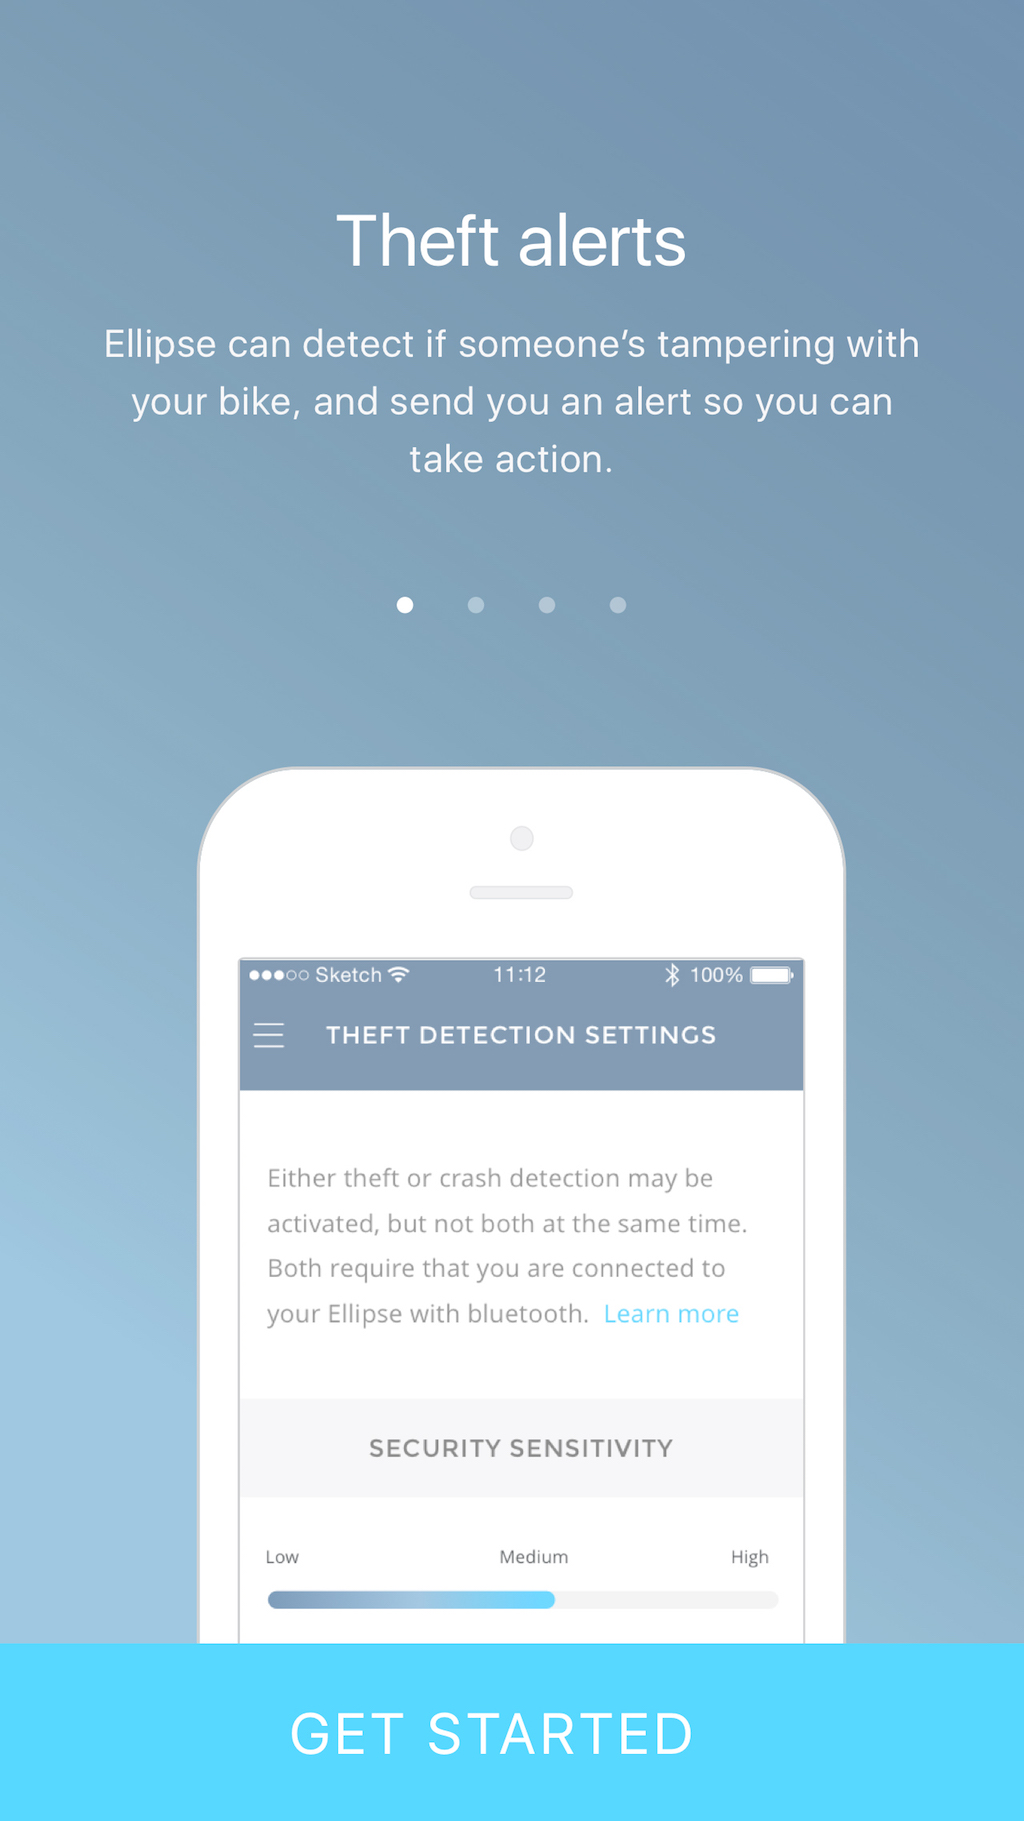 Theft alerts
Ellipse can detect if someone’s tampering with
your bike, and send you an alert so you can
take action.
Sketch 11:12 100%
THEFT DETECTION SETTINGS
Either theft or crash detection may be
activated, but not both at the same time.
Both require that you are connected to
your Ellipse with bluetooth. Learn more
SECURITY SENSITIVITY
Low Medium High
GET STARTED